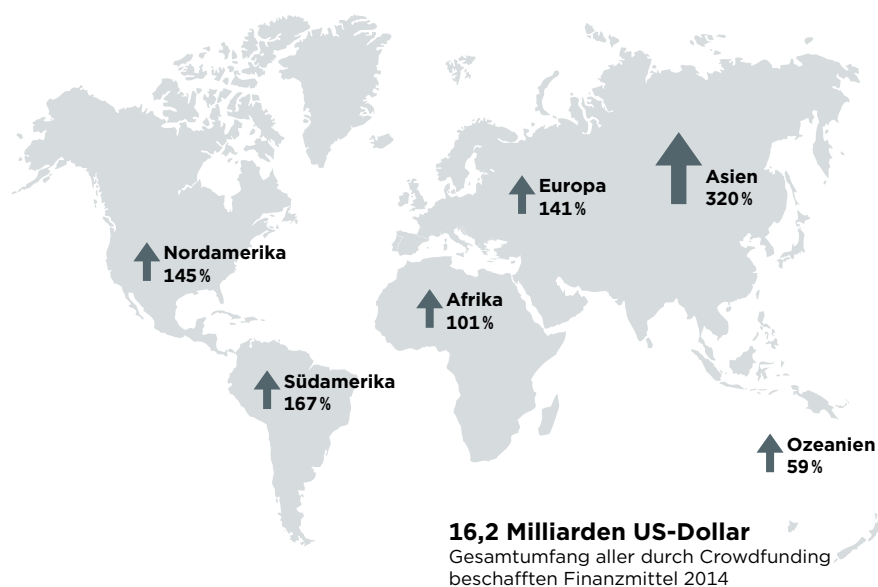 Asien
320 %
Europa
141 %
Nordamerika
145 %
Afrika
101 %
Südamerika
167 %
Ozeanien
59 %
16,2 Milliarden US-Dollar
Gesamtumfang aller durch Crowdfunding
beschafften Finanzmittel 2014